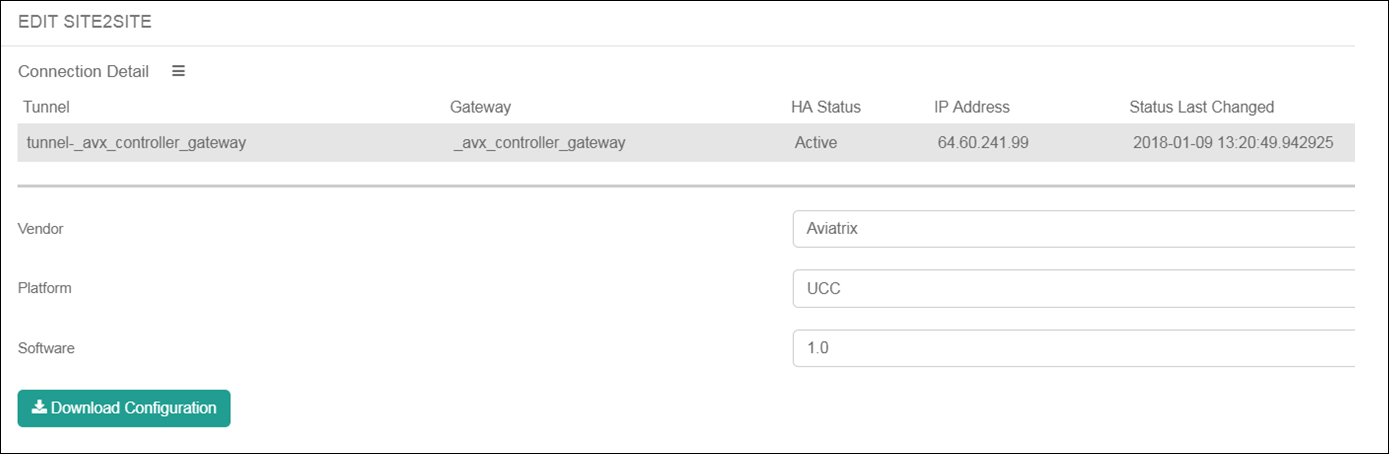 EDIT SITE2SITE
Connection Detail
Tunnel Gateway HA Status IP Address Status Last Changed
tunnel-_avx_controller_gateway _avx_controller_gateway Active 64.60.241.99 2018-01-09 13:20:49.942925
Vendor Aviatrix
Platform UCC
Software 1.0
Download Configuration